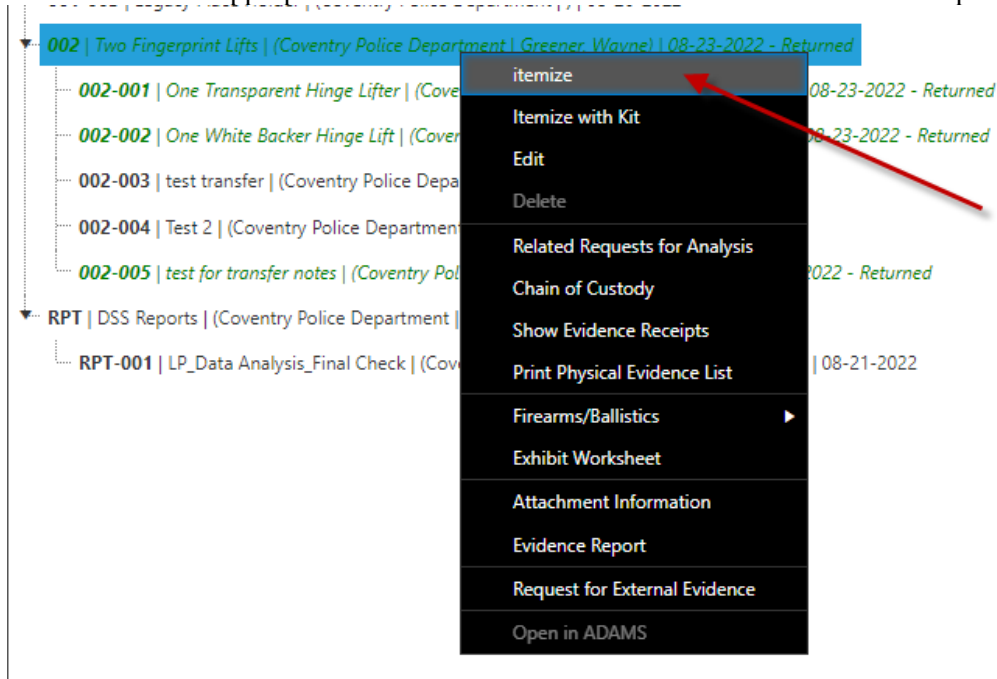 002 | Two Fingerprint Lifts | (Coventry Police Department | Greener, Wayne) | 08-23-2022 - Returned
002-001 | One Transparent Hinge Lifter | (Cove 08-23-2022 - Returned
002-002 | One White Backer Hinge Lift | (Cover 08-23-2022 - Returned
002-003 | test transfer | (Coventry Police Depa
002-004 | Test 2 | (Coventry Police Department
002-005 | test for transfer notes | (Coventry Pol 2022 - Returned
RPT | DSS Reports | (Coventry Police Department |
RPT-001 | LP_Data Analysis_Final Check | (Cove | 08-21-2022
itemize
Itemize with Kit
Edit
Delete
Related Requests for Analysis
Chain of Custody
Show Evidence Receipts
Print Physical Evidence List
Firearms/Ballistics
Exhibit Worksheet
Attachment Information
Evidence Report
Request for External Evidence
Open in ADAMS